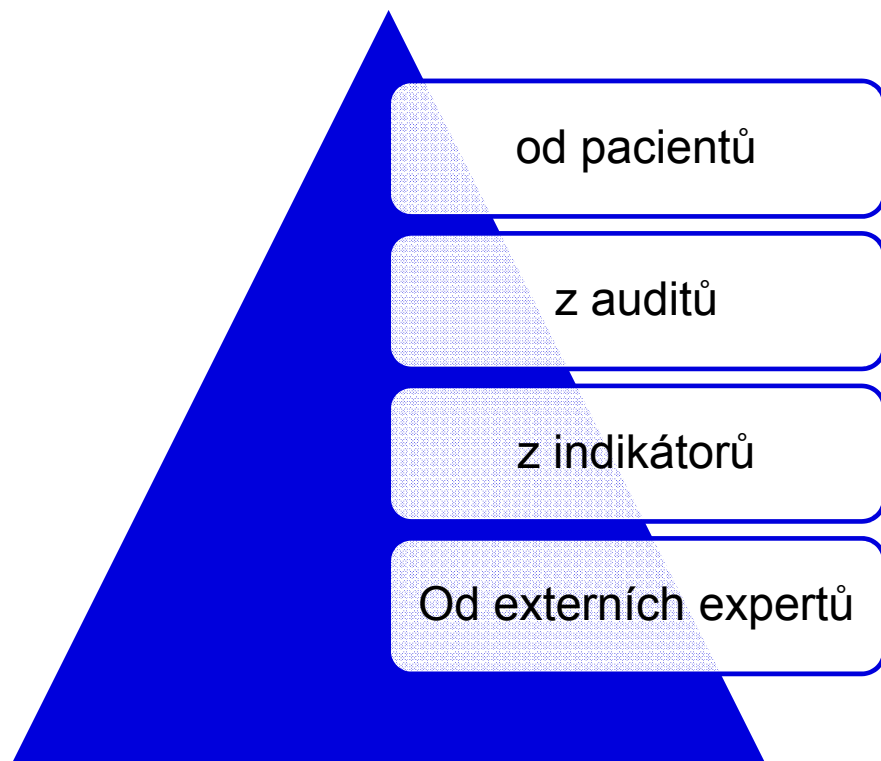 od pacientů
z auditů
z indikátorů
Od externích expertů